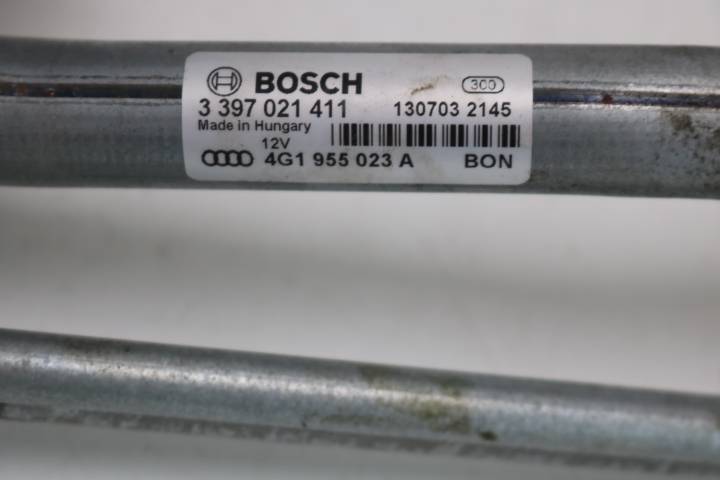 BOSCH 300
3 397 021 411 130703 2145
Made in Hungary
12V
4G1 955 023 A BON